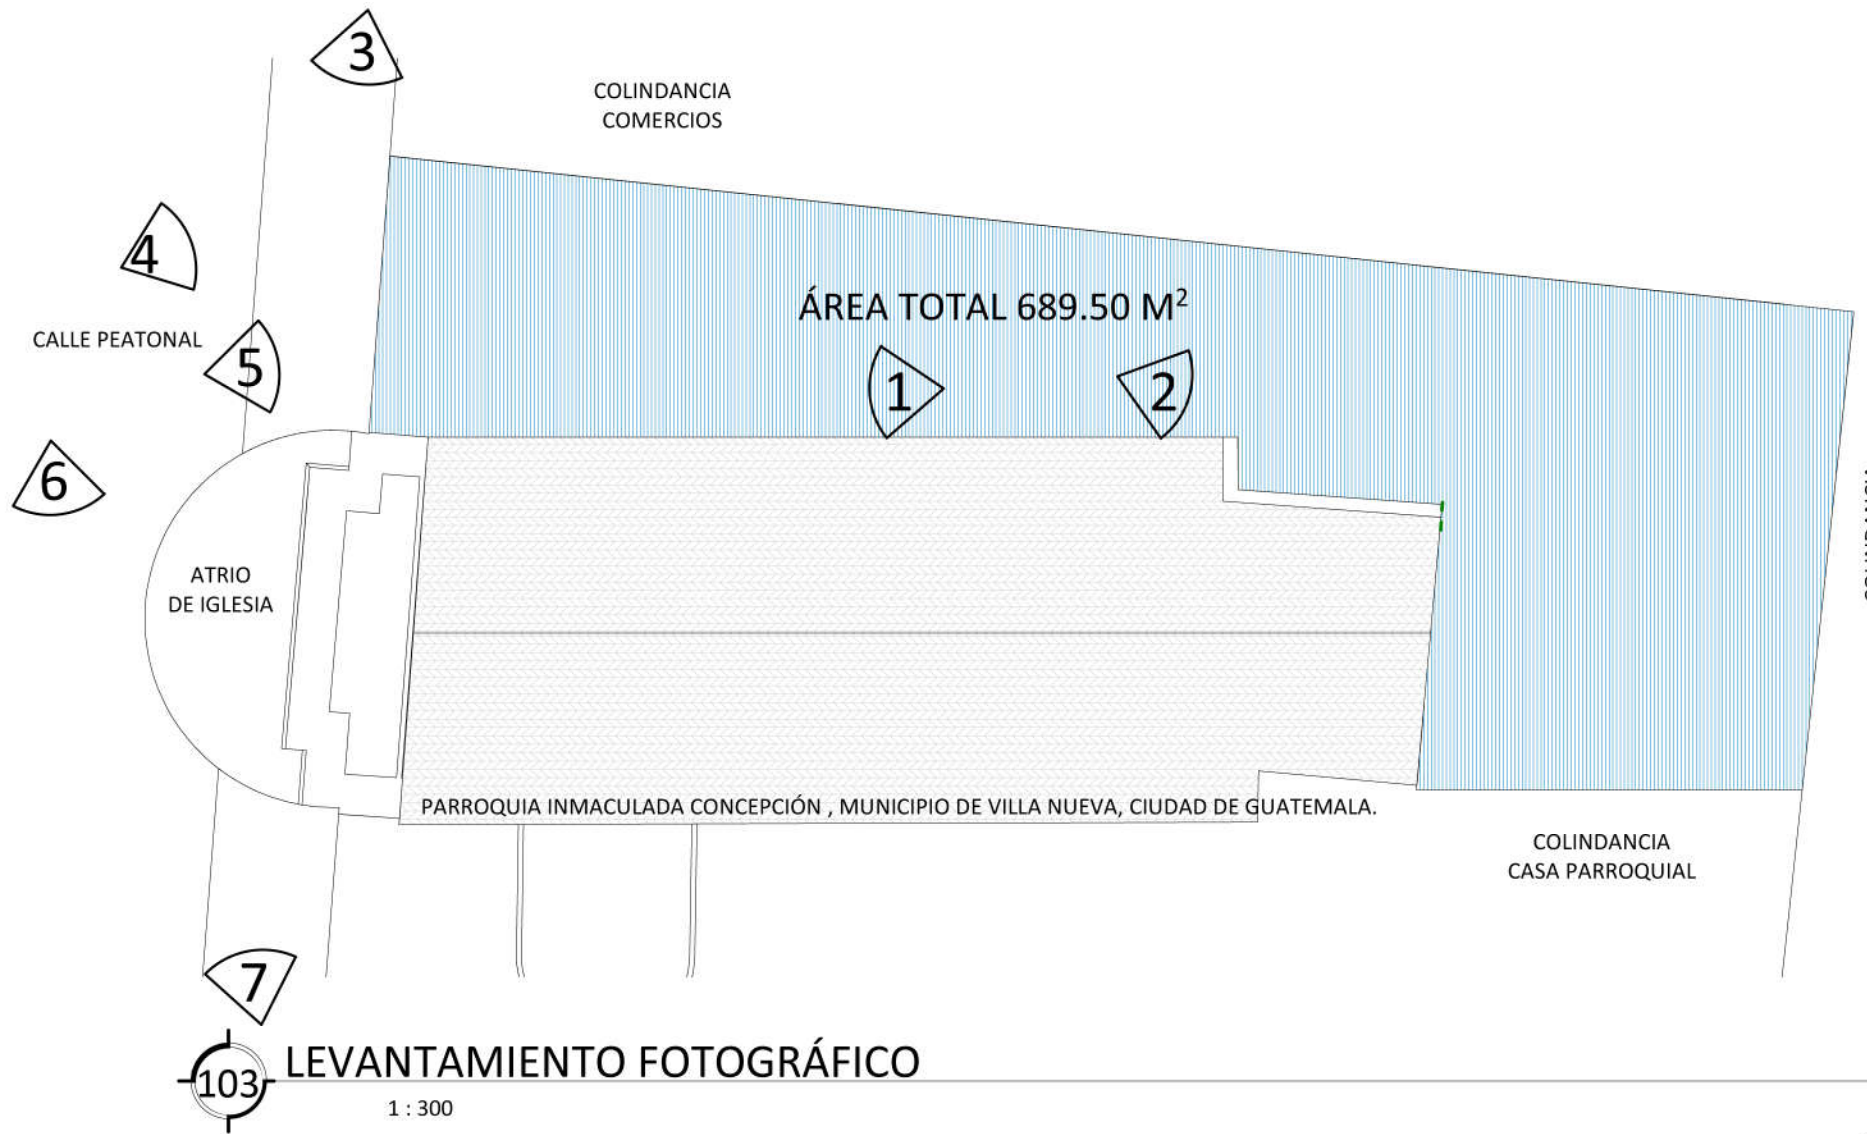 3
COLINDANCIA
COMERCIOS
4
ÁREA TOTAL 689.50 M²
CALLE PEATONAL
5
1
2
6
ATRIO
DE IGLESIA
PARROQUIA INMACULADA CONCEPCIÓN , MUNICIPIO DE VILLA NUEVA, CIUDAD DE GUATEMALA.
COLINDANCIA
CASA PARROQUIAL
7
103
LEVANTAMIENTO FOTOGRÁFICO
1 : 300